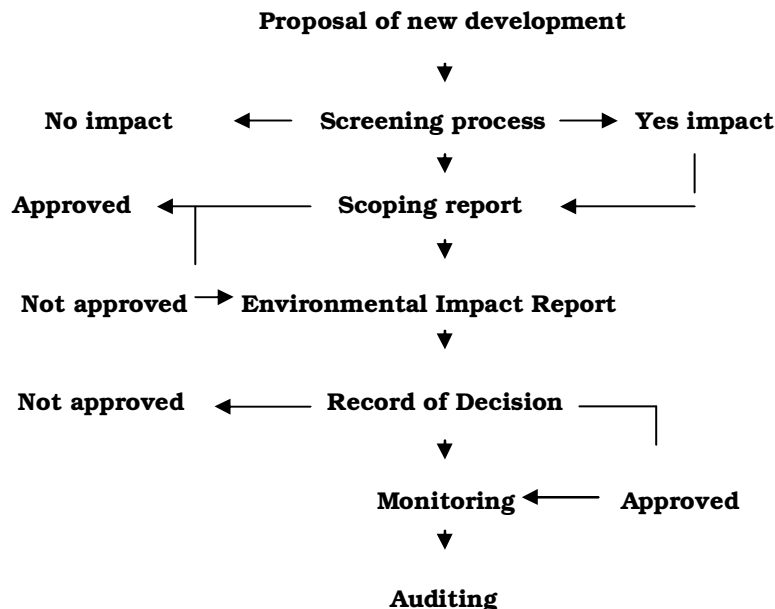 Proposal of new development
No impact Screening process Yes impact
Approved Scoping report
Not approved Environmental Impact Report
Not approved Record of Decision
Monitoring Approved
Auditing